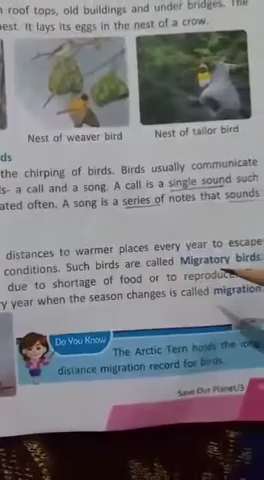 roof tops, old buildings and under bridges. The
nest. It lays its eggs in the nest of a crow.
Nest of weaver bird
Nest of tailor bird
ds
the chirping of birds. Birds usually communicate
s- a call and a song. A call is a single sound such
ated often. A song is a series of notes that sounds
distances to warmer places every year to escape
conditions. Such birds are called Migratory birds.
due to shortage of food or to reproduce
ry year when the season changes is called migration.
Do You Know
The Arctic Tern holds the long
distance migration record for birds.
Save Our Planet/3